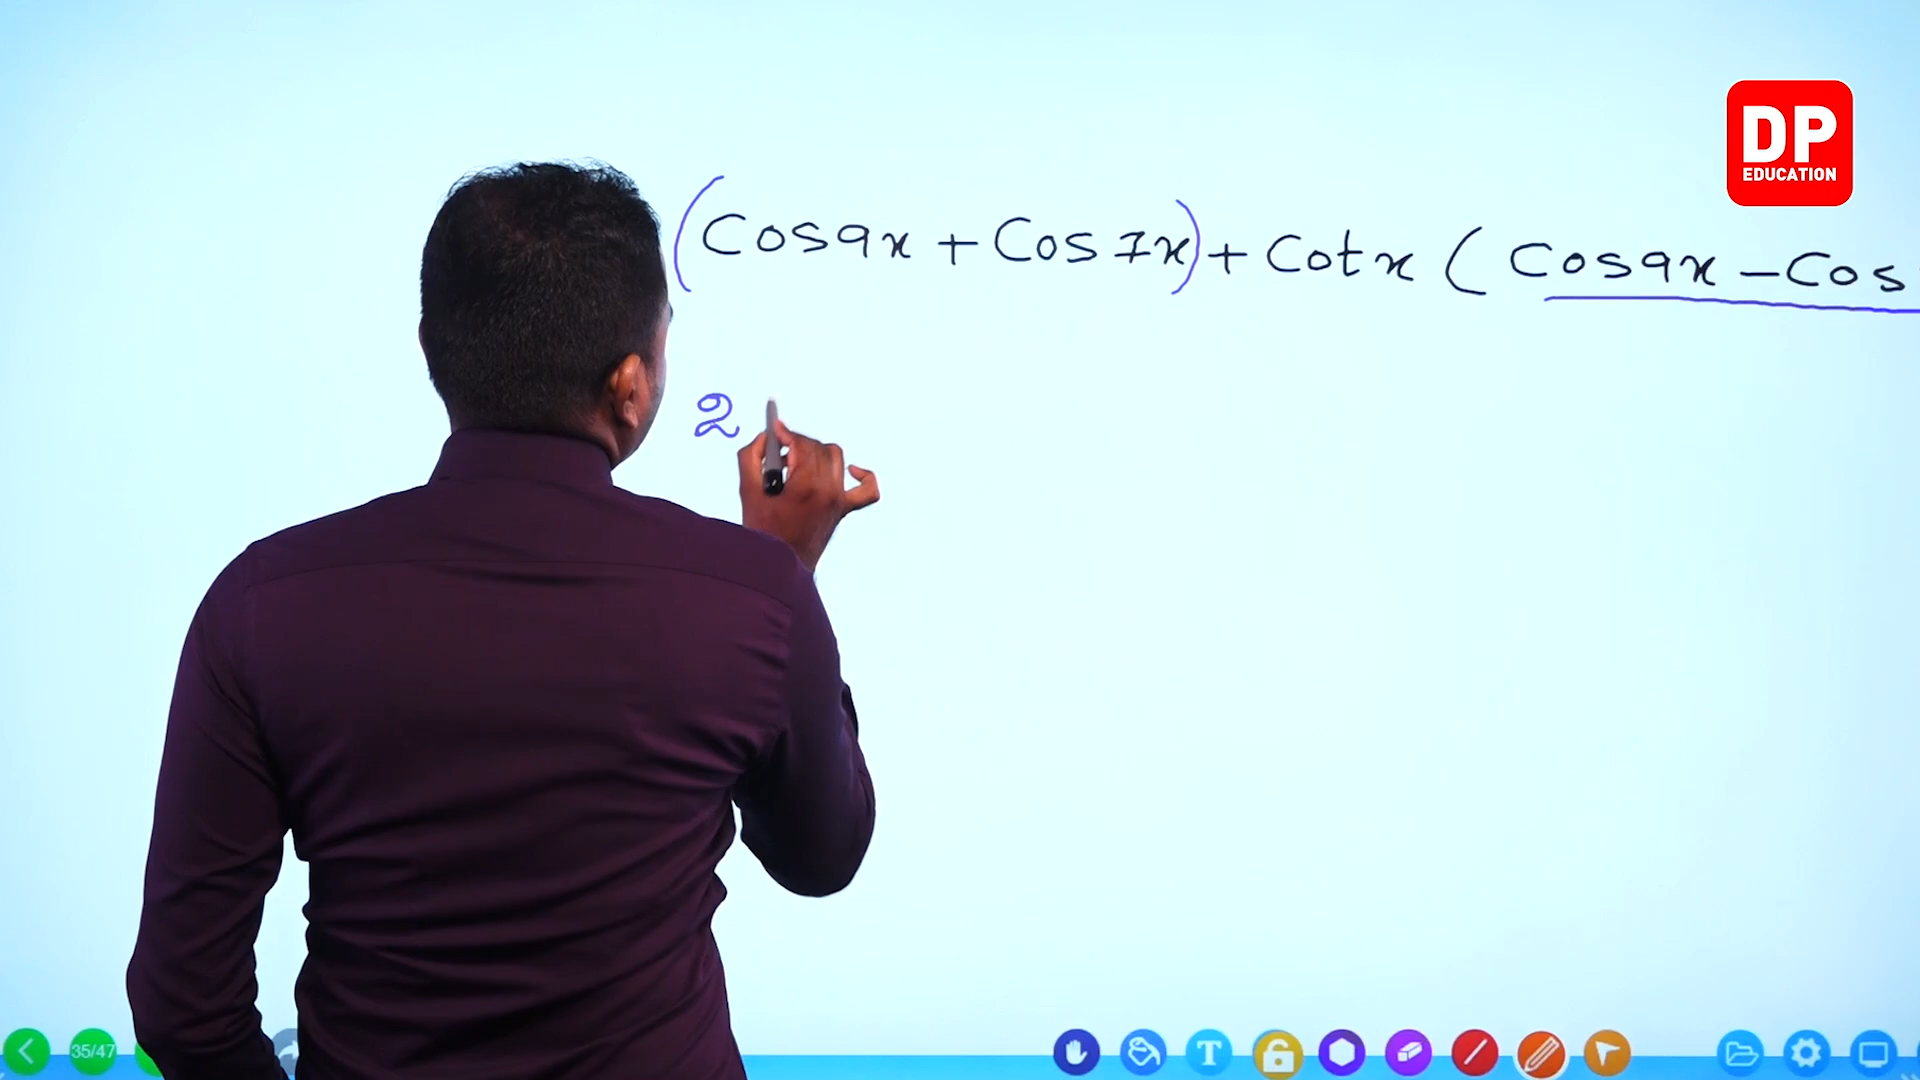 DP
EDUCATION
(Cos9x + Cos7x) + Cotx ( Cos9x - Cos
2
35/47
T